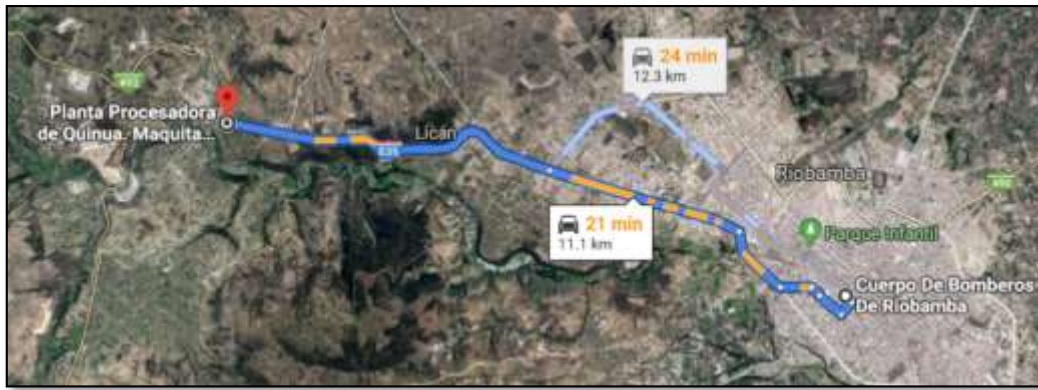 24 min
12.3 km
Planta Procesadora
de Quinua. Maquita...
Licán
E35
Riobamba
21 min
11.1 km
Parque Infantil
Cuerpo De Bomberos
De Riobamba